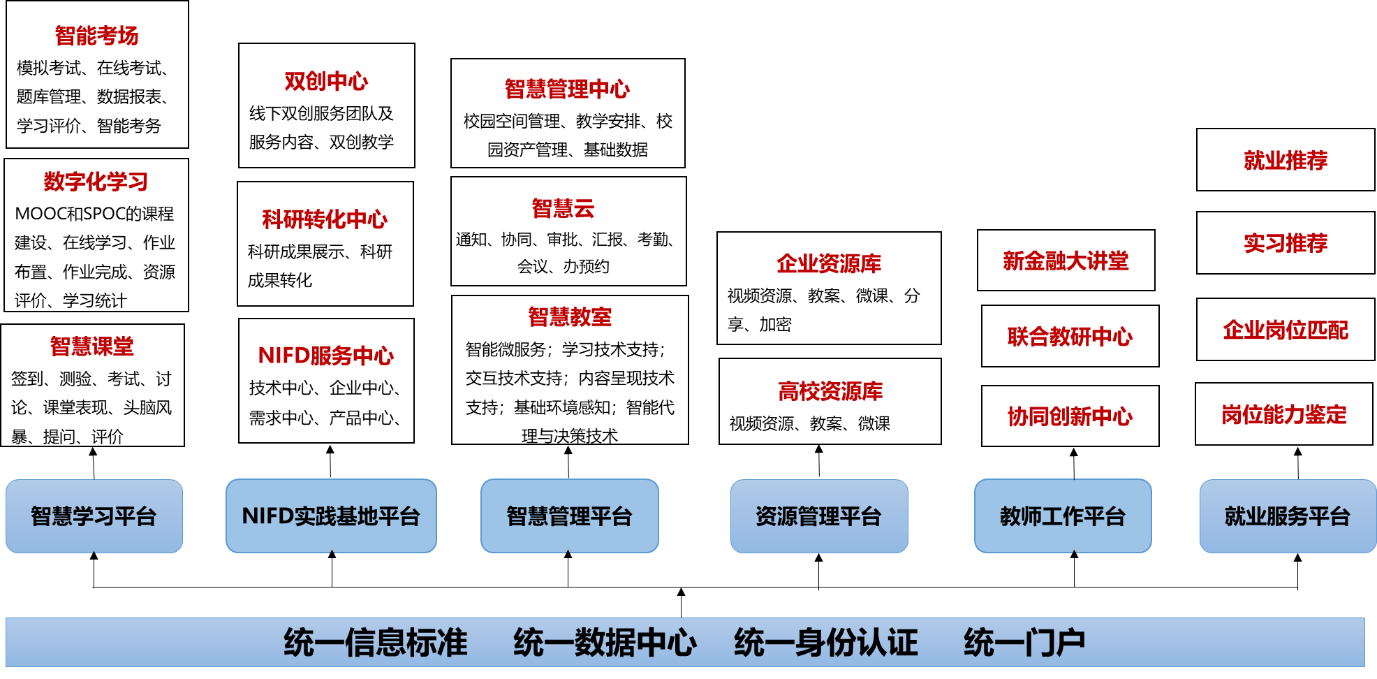 智能考场
模拟考试、在线考试、
题库管理、数据报表、
学习评价、智能考务
数字化学习
MOOC和SPOC的课程
建设、在线学习、作业
布置、作业完成、资源
评价、学习统计
智慧课堂
签到、测验、考试、讨
论、课堂表现、头脑风
暴、提问、评价
智慧学习平台
双创中心
线下双创服务团队及
服务内容、双创教学
科研转化中心
科研成果展示、科研
成果转化
NIFD服务中心
技术中心、企业中心、
需求中心、产品中心、
NIFD实践基地平台
智慧管理中心
校园空间管理、教学安排、校
园资产管理、基础数据
智慧云
通知、协同、审批、汇报、考勤、
会议、办预约
智慧教室
智能微服务；学习技术支持；
交互技术支持；内容呈现技术
支持；基础环境感知；智能代
理与决策技术
智慧管理平台
企业资源库
视频资源、教案、微课、分
享、加密
高校资源库
视频资源、教案、微课
资源管理平台
新金融大讲堂
联合教研中心
协同创新中心
教师工作平台
就业推荐
实习推荐
企业岗位匹配
岗位能力鉴定
就业服务平台
统一信息标准 统一数据中心 统一身份认证 统一门户